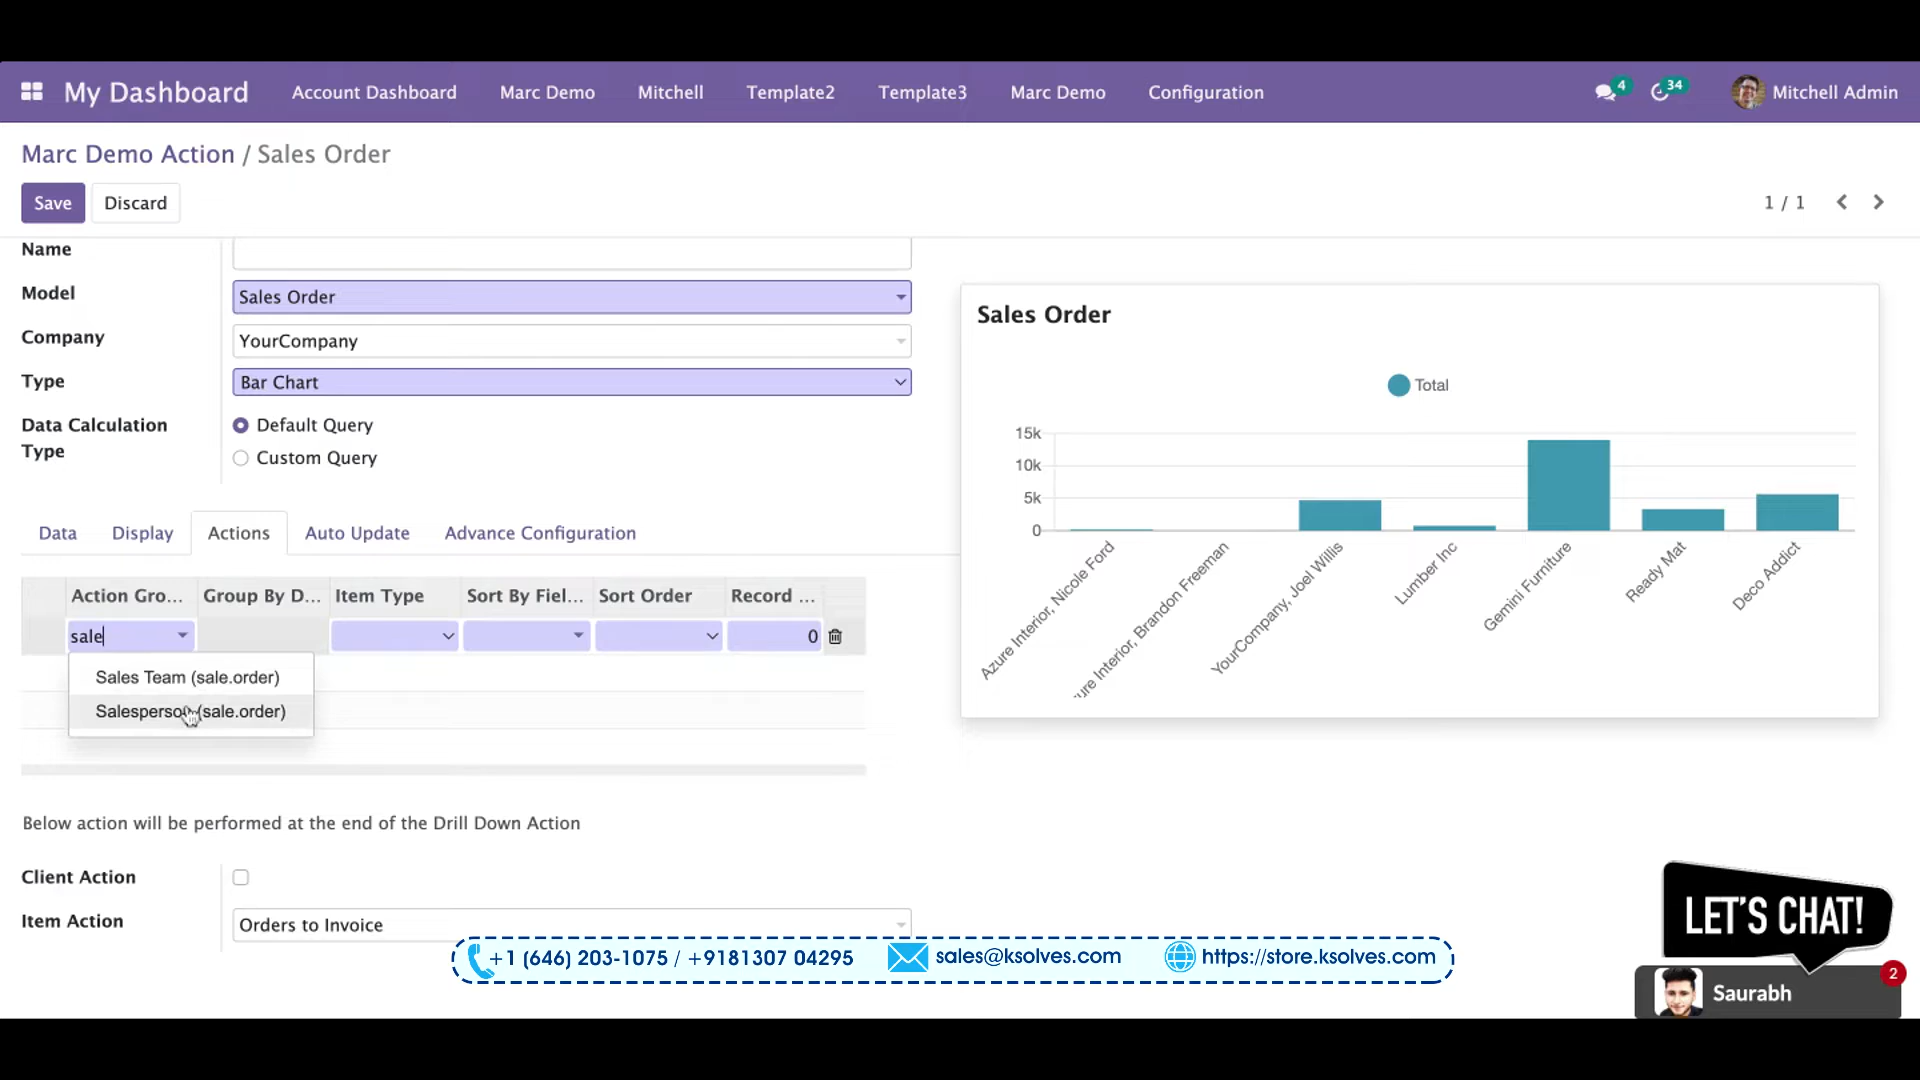 My Dashboard
Account Dashboard
Marc Demo
Mitchell
Template2
Template3
Marc Demo
Configuration
4
34
Mitchell Admin
Marc Demo Action / Sales Order
Save
Discard
1 / 1
Name
Model
Sales Order
Company
YourCompany
Type
Bar Chart
Data Calculation
Type
Default Query
Custom Query
Data
Display
Actions
Auto Update
Advance Configuration
Action Gro...
Group By D...
Item Type
Sort By Fiel...
Sort Order
Record ...
sale
0
Sales Team (sale.order)
Salesperson (sale.order)
Below action will be performed at the end of the Drill Down Action
Client Action
Item Action
Orders to Invoice
Sales Order
Total
15k
10k
5k
0
Azure Interior, Nicole Ford
ure Interior, Brandon Freeman
YourCompany, Joel Willis
Lumber Inc
Gemini Furniture
Ready Mat
Deco Addict
+1 (646) 203-1075 / +9181307 04295
sales@ksolves.com
https://store.ksolves.com
LET'S CHAT!
Saurabh
2